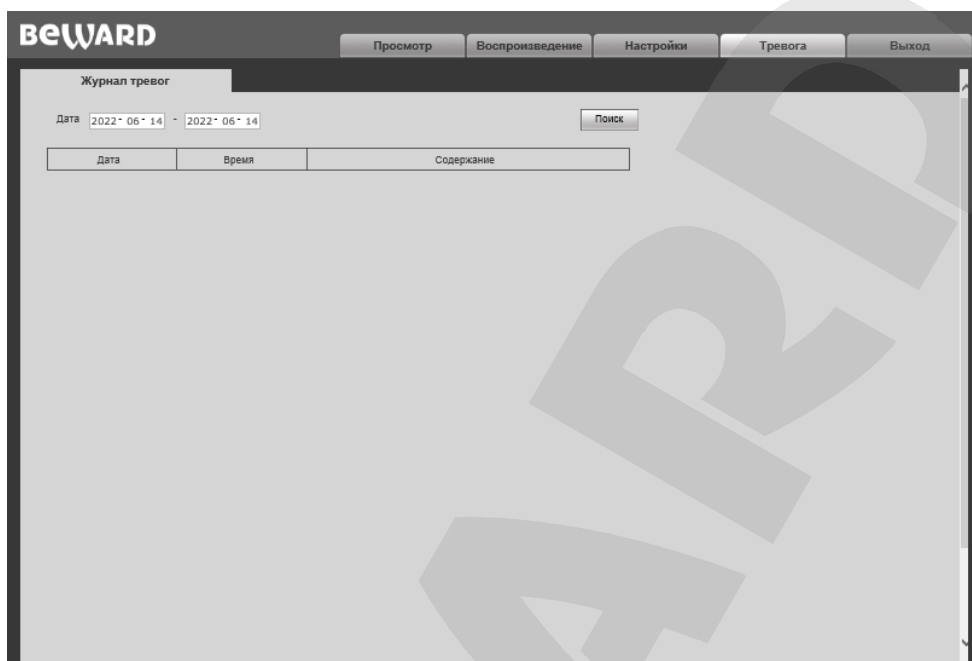 BEWARD
Просмотр Воспроизведение Настройки Тревога Выход
Журнал тревог
Дата 2022- 06- 14 - 2022- 06- 14 Поиск
Дата Время Содержание